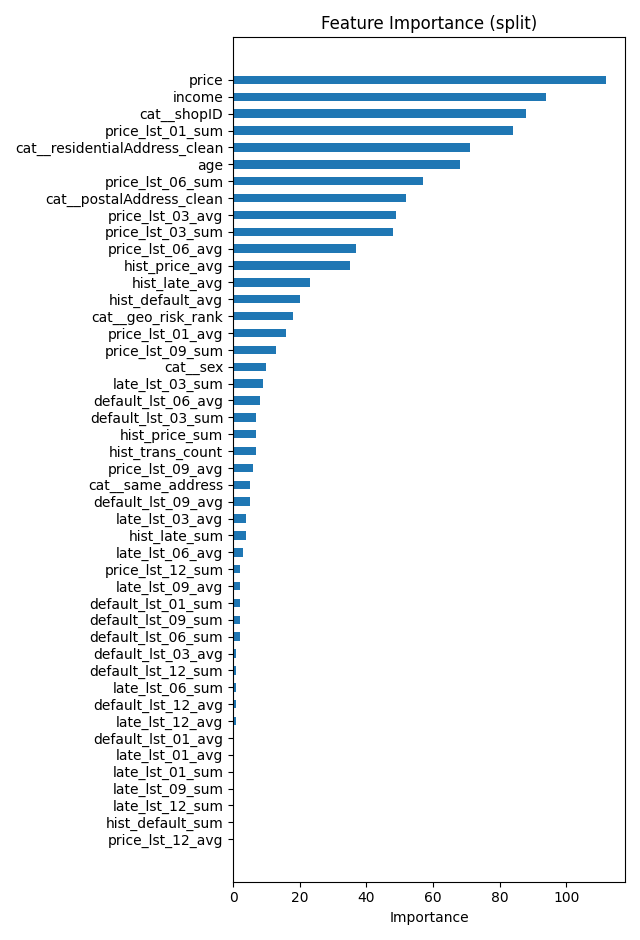 Feature Importance (split)
price
income
cat__shopID
price_lst_01_sum
cat__residentialAddress_clean
age
price_lst_06_sum
cat__postalAddress_clean
price_lst_03_avg
price_lst_03_sum
price_lst_06_avg
hist_price_avg
hist_late_avg
hist_default_avg
cat__geo_risk_rank
price_lst_01_avg
price_lst_09_sum
cat__sex
late_lst_03_sum
default_lst_06_avg
default_lst_03_sum
hist_price_sum
hist_trans_count
price_lst_09_avg
cat__same_address
default_lst_09_avg
late_lst_03_avg
hist_late_sum
late_lst_06_avg
price_lst_12_sum
late_lst_09_avg
default_lst_01_sum
default_lst_09_sum
default_lst_06_sum
default_lst_03_avg
default_lst_12_sum
late_lst_06_sum
default_lst_12_avg
late_lst_12_avg
default_lst_01_avg
late_lst_01_avg
late_lst_01_sum
late_lst_09_sum
late_lst_12_sum
hist_default_sum
price_lst_12_avg
0 20 40 60 80 100
Importance